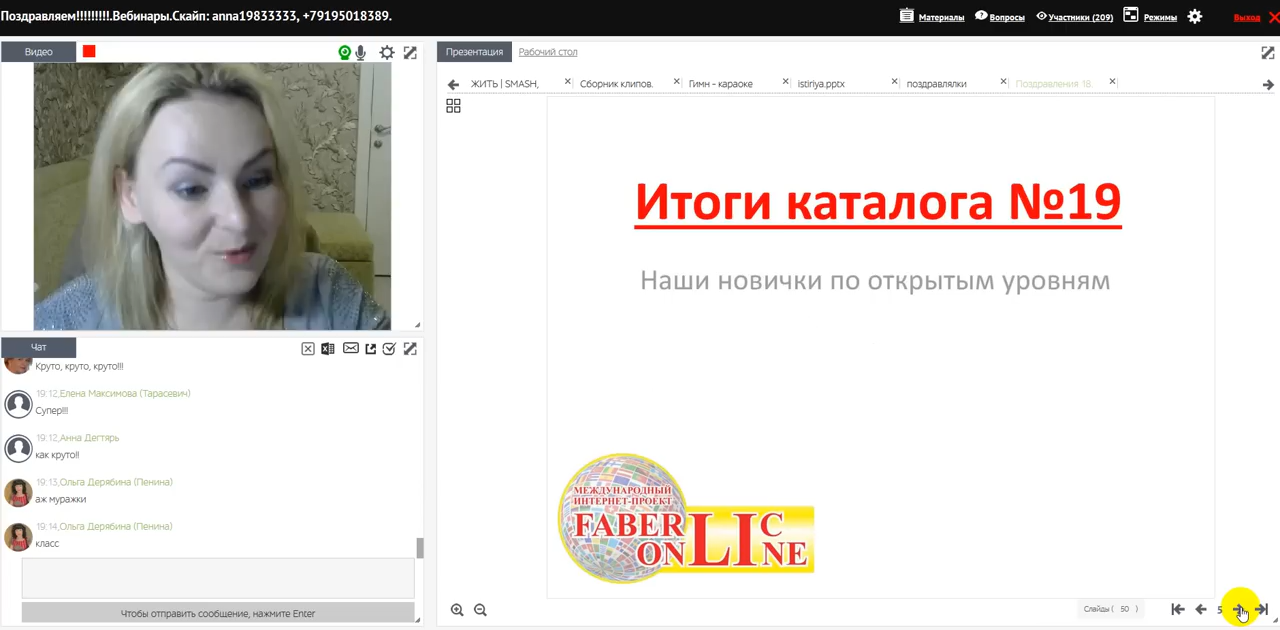 Поздравляем!!!!!!!!!.Вебинары.Скайп: anna19833333, +79195018389.
Материалы
Вопросы
Участники (209)
Режимы
Выход
Видео
Презентация
Рабочий стол
ЖИТЬ | SMASH,
Сборник клипов.
Гимн - караоке
istiriya.pptx
поздравлялки
Поздравления 18.
Итоги каталога №19
Наши новички по открытым уровням
МЕЖДУНАРОДНЫЙ
ИНТЕРНЕТ-ПРОЕКТ
FABERLIC
ONLINE
Чат
Круто, круто, круто!!!
19:12, Елена Максимова (Тарасевич)
Супер!!!
19:12, Анна Дегтярь
как круто!!
19:13, Ольга Дерябина (Пенина)
аж муражки
19:14, Ольга Дерябина (Пенина)
класс
Чтобы отправить сообщение, нажмите Enter
Слайды ( 50 )
5